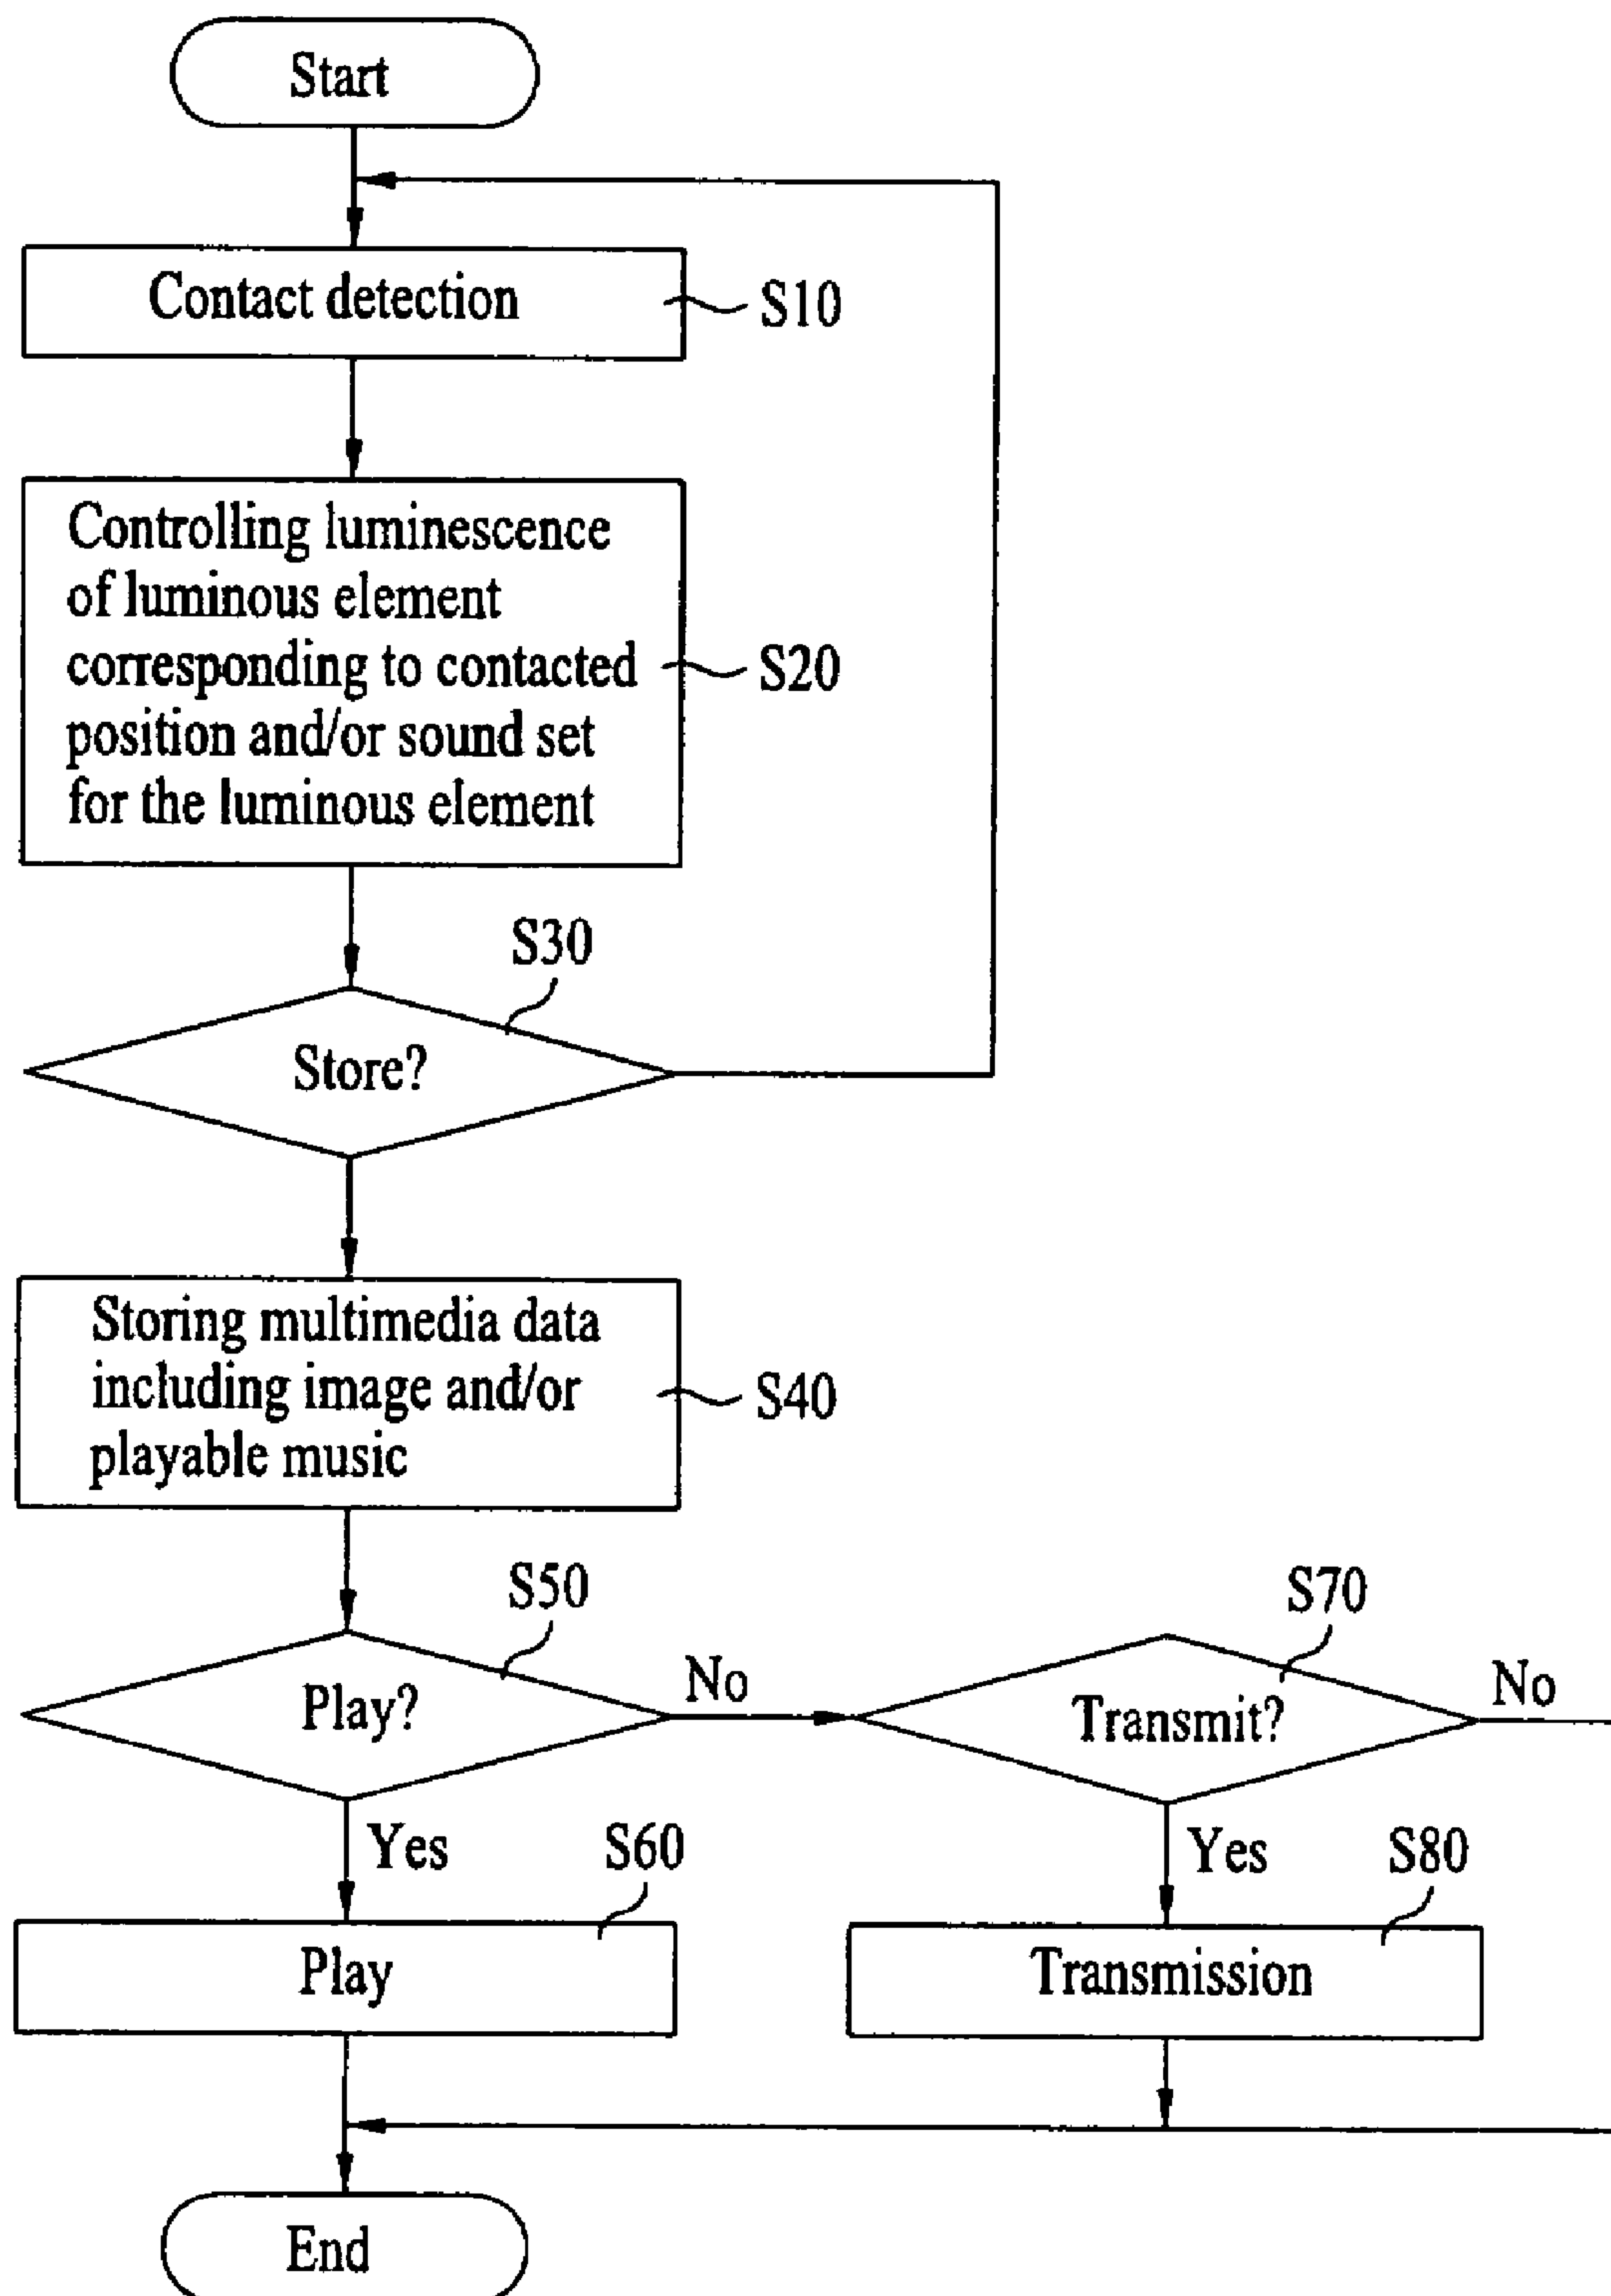 Start
Contact detection
S10
Controlling luminescence
of luminous element
corresponding to contacted
position and/or sound set
for the luminous element
S20
S30
Store?
Storing multimedia data
including image and/or
playable music
S40
S50
Play?
No
S70
Transmit?
No
Yes
S60
Play
Yes
S80
Transmission
End